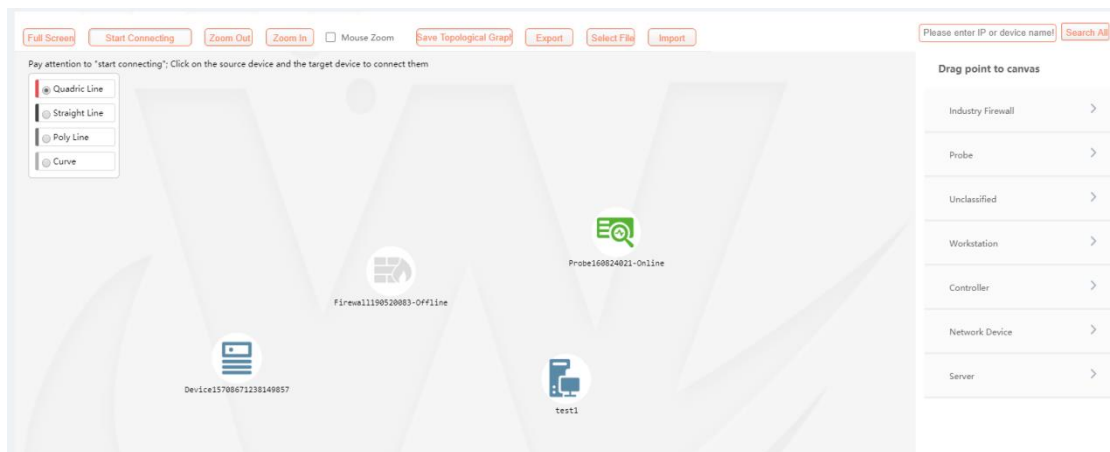 Full Screen Start Connecting Zoom Out Zoom In Mouse Zoom Save Topological Grapl Export Select File Import Please enter IP or device name! Search All
Pay attention to "start connecting"; Click on the source device and the target device to connect them
Quadric Line
Straight Line
Poly Line
Curve
Drag point to canvas
Industry Firewall
Probe
Unclassified
Workstation
Controller
Network Device
Server
Probe160824021-Online
Firewall190520083-Offline
Device15708671238149857
test1